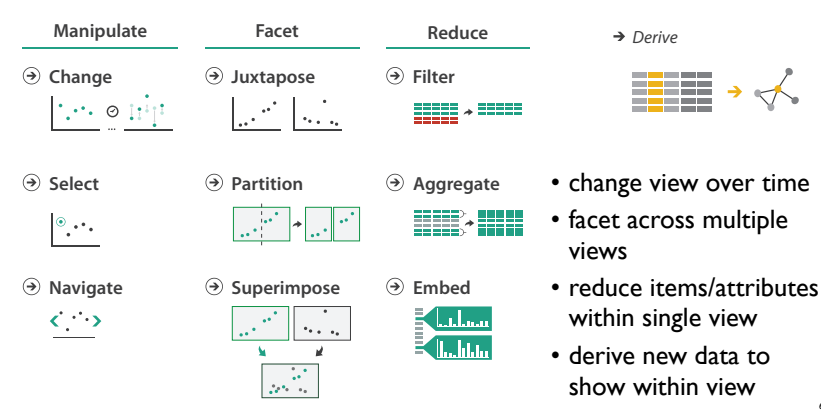 Manipulate
Facet
Reduce
Derive
Change
Juxtapose
Filter
...
Select
Partition
Aggregate
Navigate
Superimpose
Embed
• change view over time
• facet across multiple
views
• reduce items/attributes
within single view
• derive new data to
show within view